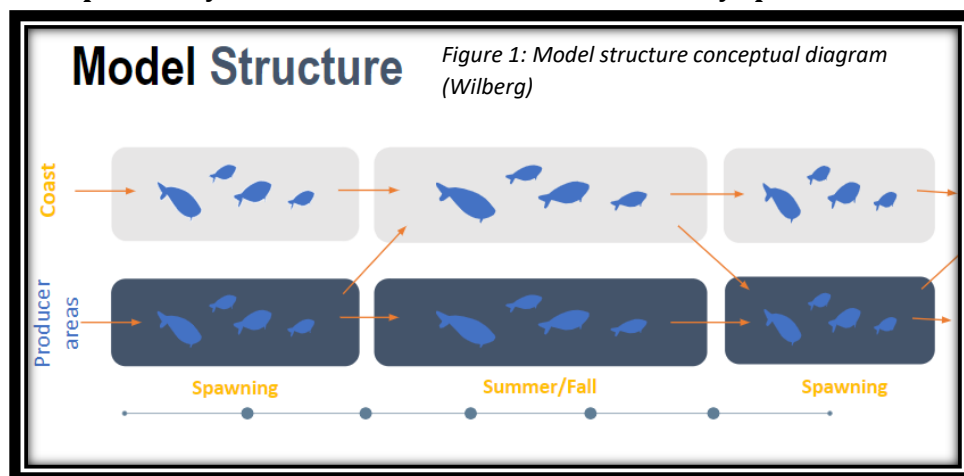 Model Structure
Figure 1: Model structure conceptual diagram
(Wilberg)
Coast
Producer
areas
Spawning
Summer/Fall
Spawning